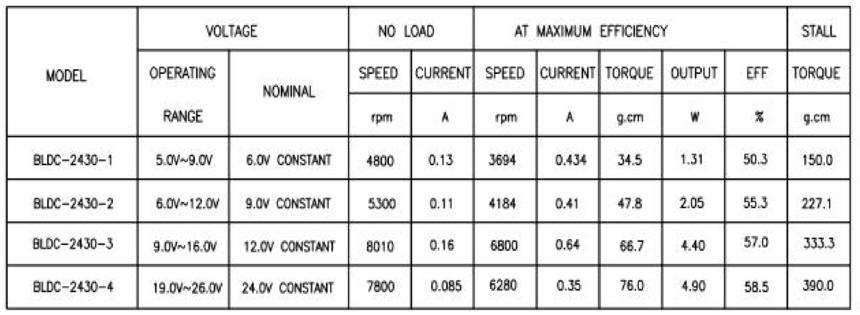 MODEL VOLTAGE NO LOAD AT MAXIMUM EFFICIENCY STALL
OPERATING RANGE NOMINAL SPEED CURRENT SPEED CURRENT TORQUE OUTPUT EFF TORQUE
rpm A rpm A g.cm W % g.cm
BLDC-2430-1 5.0V~9.0V 6.0V CONSTANT 4800 0.13 3694 0.434 34.5 1.31 50.3 150.0
BLDC-2430-2 6.0V~12.0V 9.0V CONSTANT 5300 0.11 4184 0.41 47.8 2.05 55.3 227.1
BLDC-2430-3 9.0V~16.0V 12.0V CONSTANT 8010 0.16 6800 0.64 66.7 4.40 57.0 333.3
BLDC-2430-4 19.0V~26.0V 24.0V CONSTANT 7800 0.085 6280 0.35 76.0 4.90 58.5 390.0